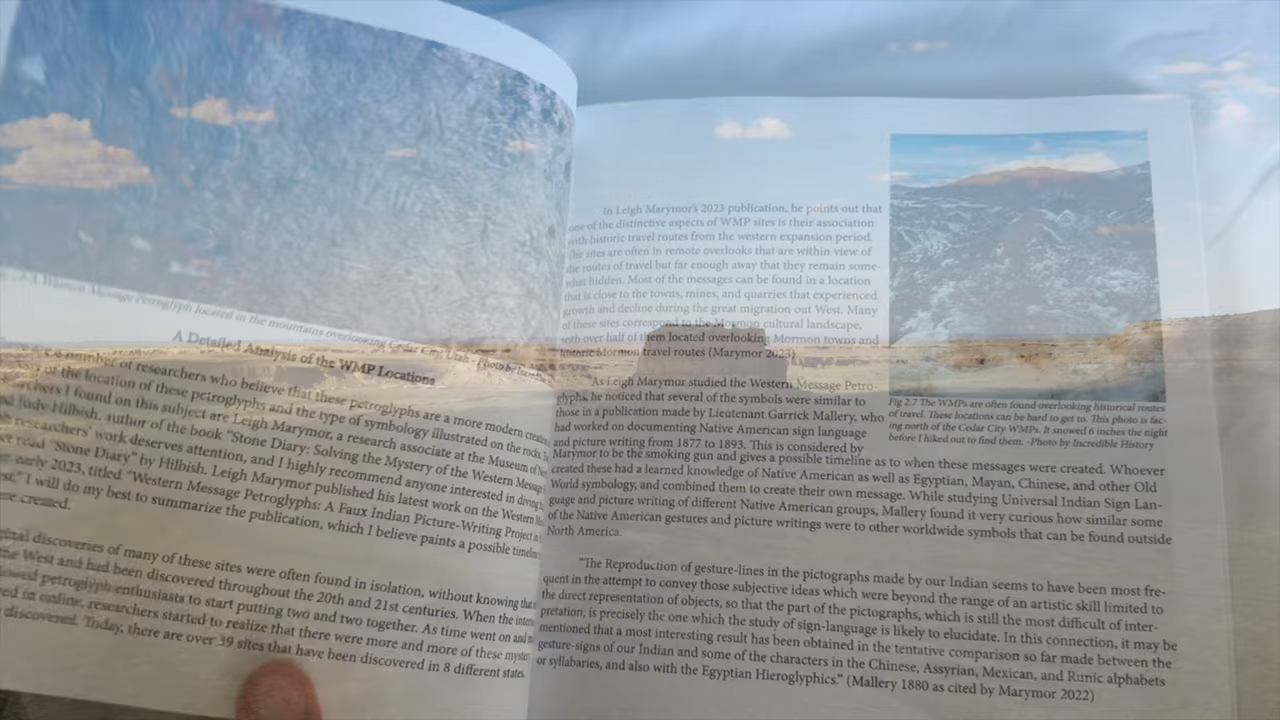 Message Petroglyph located in the mountains overlooking Cedar City, Utah - Photo by
A Detailed Analysis of the WMP Locations
a number of researchers who believe that these petroglyphs are a more modern
the location of these petroglyphs and the type of symbology illustrated on the rocks.
I found on this subject are Leigh Marymor, a research associate at the Museum of
Judy Hilbish, author of the book "Stone Diary: Solving the Mystery of the Western Message
researchers' work deserves attention, and I highly recommend anyone interested in diving
read "Stone Diary" by Hilbish. Leigh Marymor published his latest work on the Western
early 2023, titled "Western Message Petroglyphs: A Faux Indian Picture-Writing Project
I will do my best to summarize the publication, which I believe paints a possible
created.
discoveries of many of these sites were often found in isolation, without knowing that
the West and had been discovered throughout the 20th and 21st centuries. When the
petroglyph enthusiasts to start putting two and two together. As time went on and
online, researchers started to realize that there were more and more of these
discovered. Today, there are over 39 sites that have been discovered in 8 different states.
In Leigh Marymor's 2023 publication, he points out that
one of the distinctive aspects of WMP sites is their association
with historic travel routes from the western expansion period.
The sites are often in remote overlooks that are within view of
the routes of travel but far enough away that they remain some-
what hidden. Most of the messages can be found in a location
that is close to the towns, mines, and quarries that experienced
growth and decline during the great migration out West. Many
of these sites correspond to the Mormon cultural landscape,
with over half of them located overlooking Mormon towns and
historic Mormon travel routes (Marymor 2023)
As Leigh Marymor studied the Western Message Petro-
glyphs, he noticed that several of the symbols were similar to
those in a publication made by Lieutenant Garrick Mallery, who
had worked on documenting Native American sign language
and picture writing from 1877 to 1893. This is considered by
Marymor to be the smoking gun and gives a possible timeline as to when these messages were created. Whoever
created these had a learned knowledge of Native American as well as Egyptian, Mayan, Chinese, and other Old
World symbology, and combined them to create their own message. While studying Universal Indian Sign Lan-
guage and picture writing of different Native American groups, Mallery found it very curious how similar some
of the Native American gestures and picture writings were to other worldwide symbols that can be found outside
North America.
Fig 2.7 The WMPs are often found overlooking historical routes
of travel. These locations can be hard to get to. This photo is fac-
ing north of the Cedar City WMPs. It snowed 6 inches the night
before I hiked out to find them. -Photo by Incredible History
"The Reproduction of gesture-lines in the pictographs made by our Indian seems to have been most fre-
quent in the attempt to convey those subjective ideas which were beyond the range of an artistic skill limited to
the direct representation of objects, so that the part of the pictographs, which is still the most difficult of inter-
pretation, is precisely the one which the study of sign-language is likely to elucidate. In this connection, it may be
mentioned that a most interesting result has been obtained in the tentative comparison so far made between the
gesture-signs of our Indian and some of the characters in the Chinese, Assyrian, Mexican, and Runic alphabets
or syllabaries, and also with the Egyptian Hieroglyphics." (Mallery 1880 as cited by Marymor 2022)